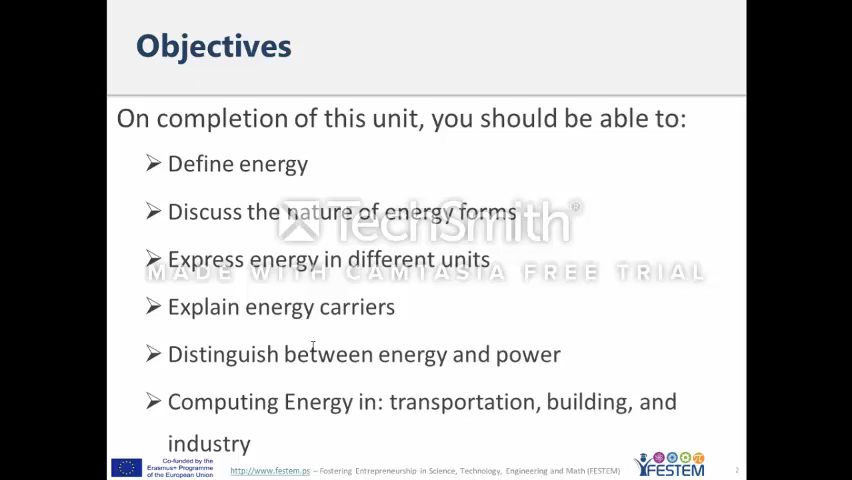 Objectives
On completion of this unit, you should be able to:
➢ Define energy
➢ Discuss the nature of energy forms
TechSmith®
➢ Express energy in different units
MADE WITH CAMTASIA FREE TRIAL
➢ Explain energy carriers
➢ Distinguish between energy and power
➢ Computing Energy in: transportation, building, and
industry
Co-funded by the
Erasmus+ Programme
of the European Union
http://www.festem.ps – Fostering Entrepreneurship in Science, Technology, Engineering and Math (FESTEM)
FESTEM
2